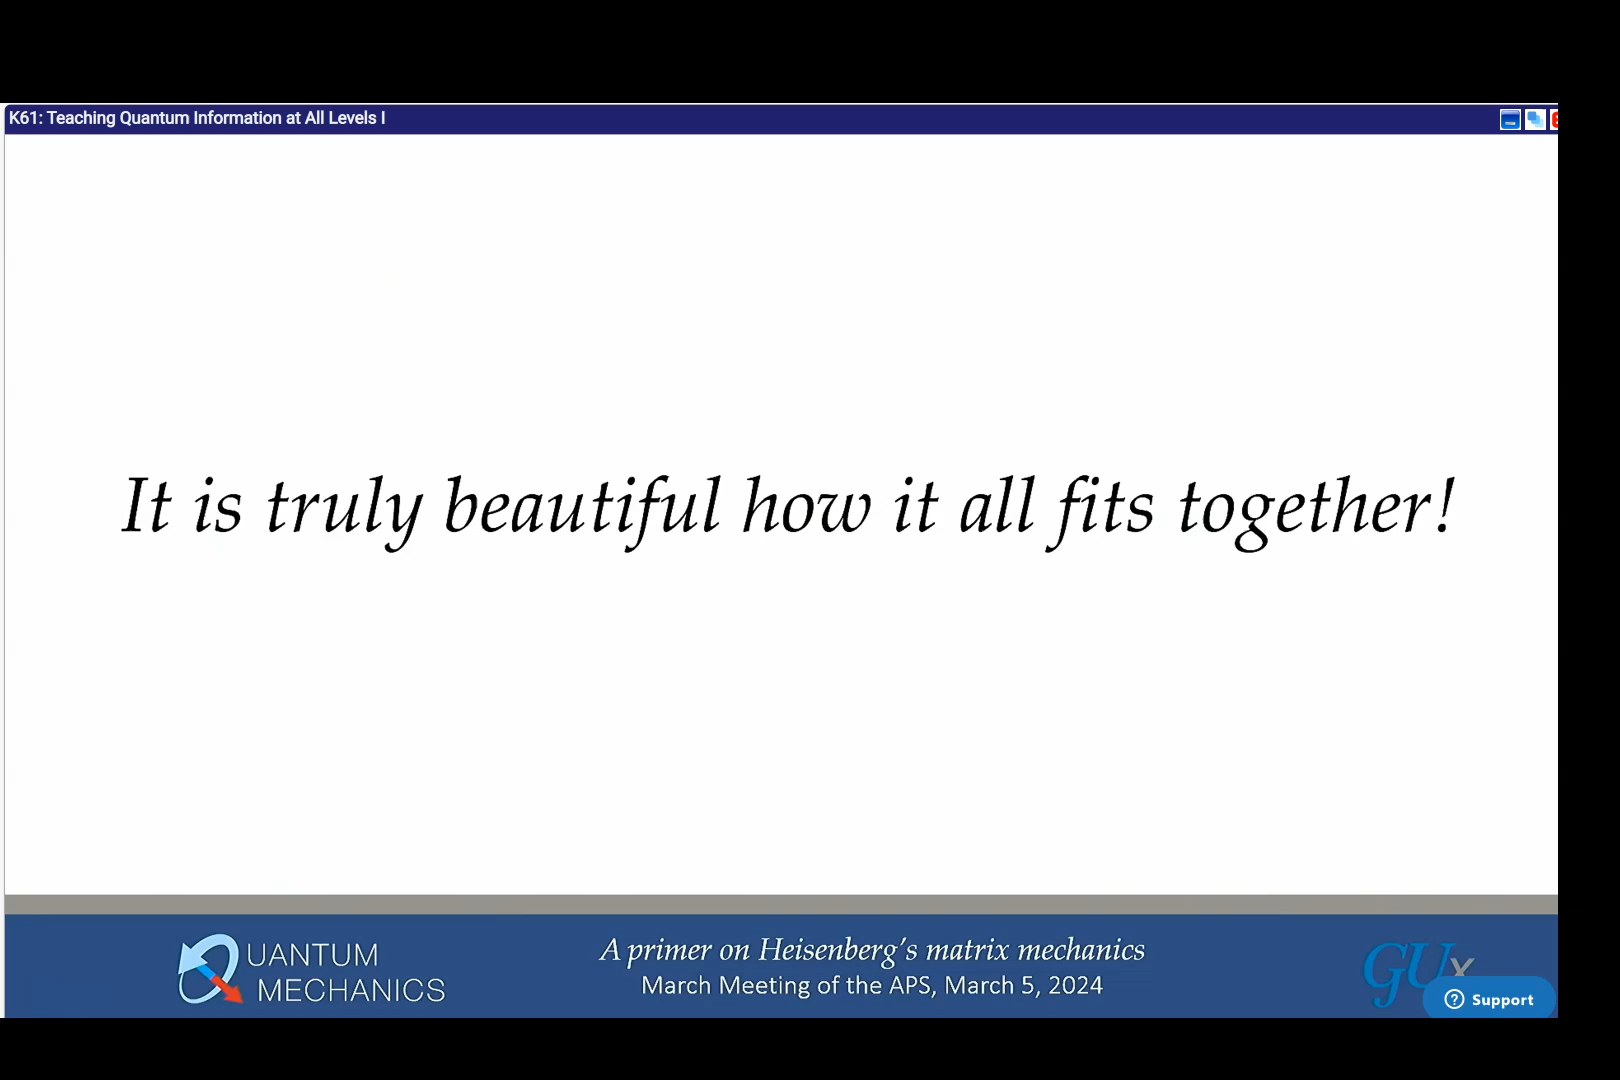 K61: Teaching Quantum Information at All Levels I
It is truly beautiful how it all fits together!
QUANTUM
MECHANICS
A primer on Heisenberg's matrix mechanics
March Meeting of the APS, March 5, 2024
GUx
Support